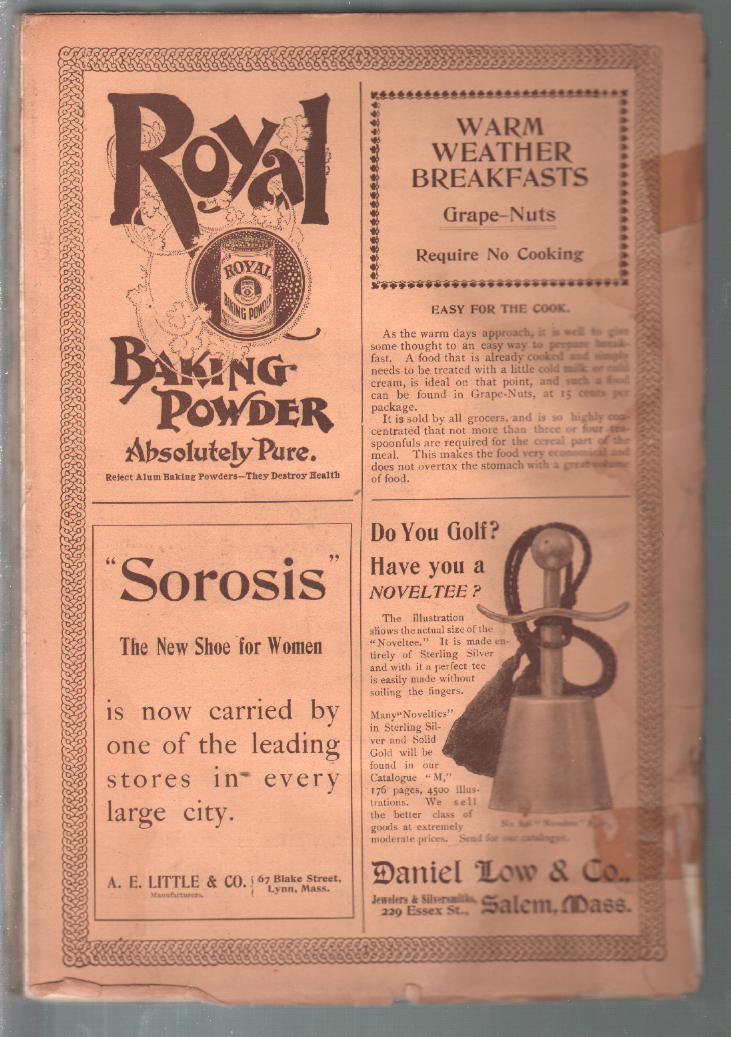 Royal
ROYAL
BAKING POWDER
BAKING
POWDER
Absolutely Pure.
Reject Alum Baking Powders—They Destroy Health
WARM
WEATHER
BREAKFASTS
Grape-Nuts
Require No Cooking
EASY FOR THE COOK.
As the warm days approach, it is well to give
some thought to an easy way to prepare break-
fast. A food that is already cooked and simply
needs to be treated with a little cold milk or cold
cream, is ideal on that point, and such a food
can be found in Grape-Nuts, at 15 cents per
package.
It is sold by all grocers, and is so highly con-
centrated that not more than three or four tea-
spoonfuls are required for the cereal part of the
meal. This makes the food very economical and
does not overtax the stomach with a great volume
of food.
"Sorosis"
The New Shoe for Women
is now carried by
one of the leading
stores in every
large city.
A. E. LITTLE & CO.
Manufacturers.
67 Blake Street,
Lynn, Mass.
Do You Golf?
Have you a
NOVELTEE?
The illustration
shows the actual size of the
"Noveltee." It is made en-
tirely of Sterling Silver
and with it a perfect tee
is easily made without
soiling the fingers.
Many "Novelties"
in Sterling Sil-
ver and Solid
Gold will be
found in our
Catalogue "M,"
176 pages, 4500 illus-
trations. We sell
the better class of
goods at extremely
moderate prices. Send for our catalogue.
"Noveltee."
Daniel Low & Co.,
Jewelers & Silversmiths,
229 Essex St., Salem, Mass.